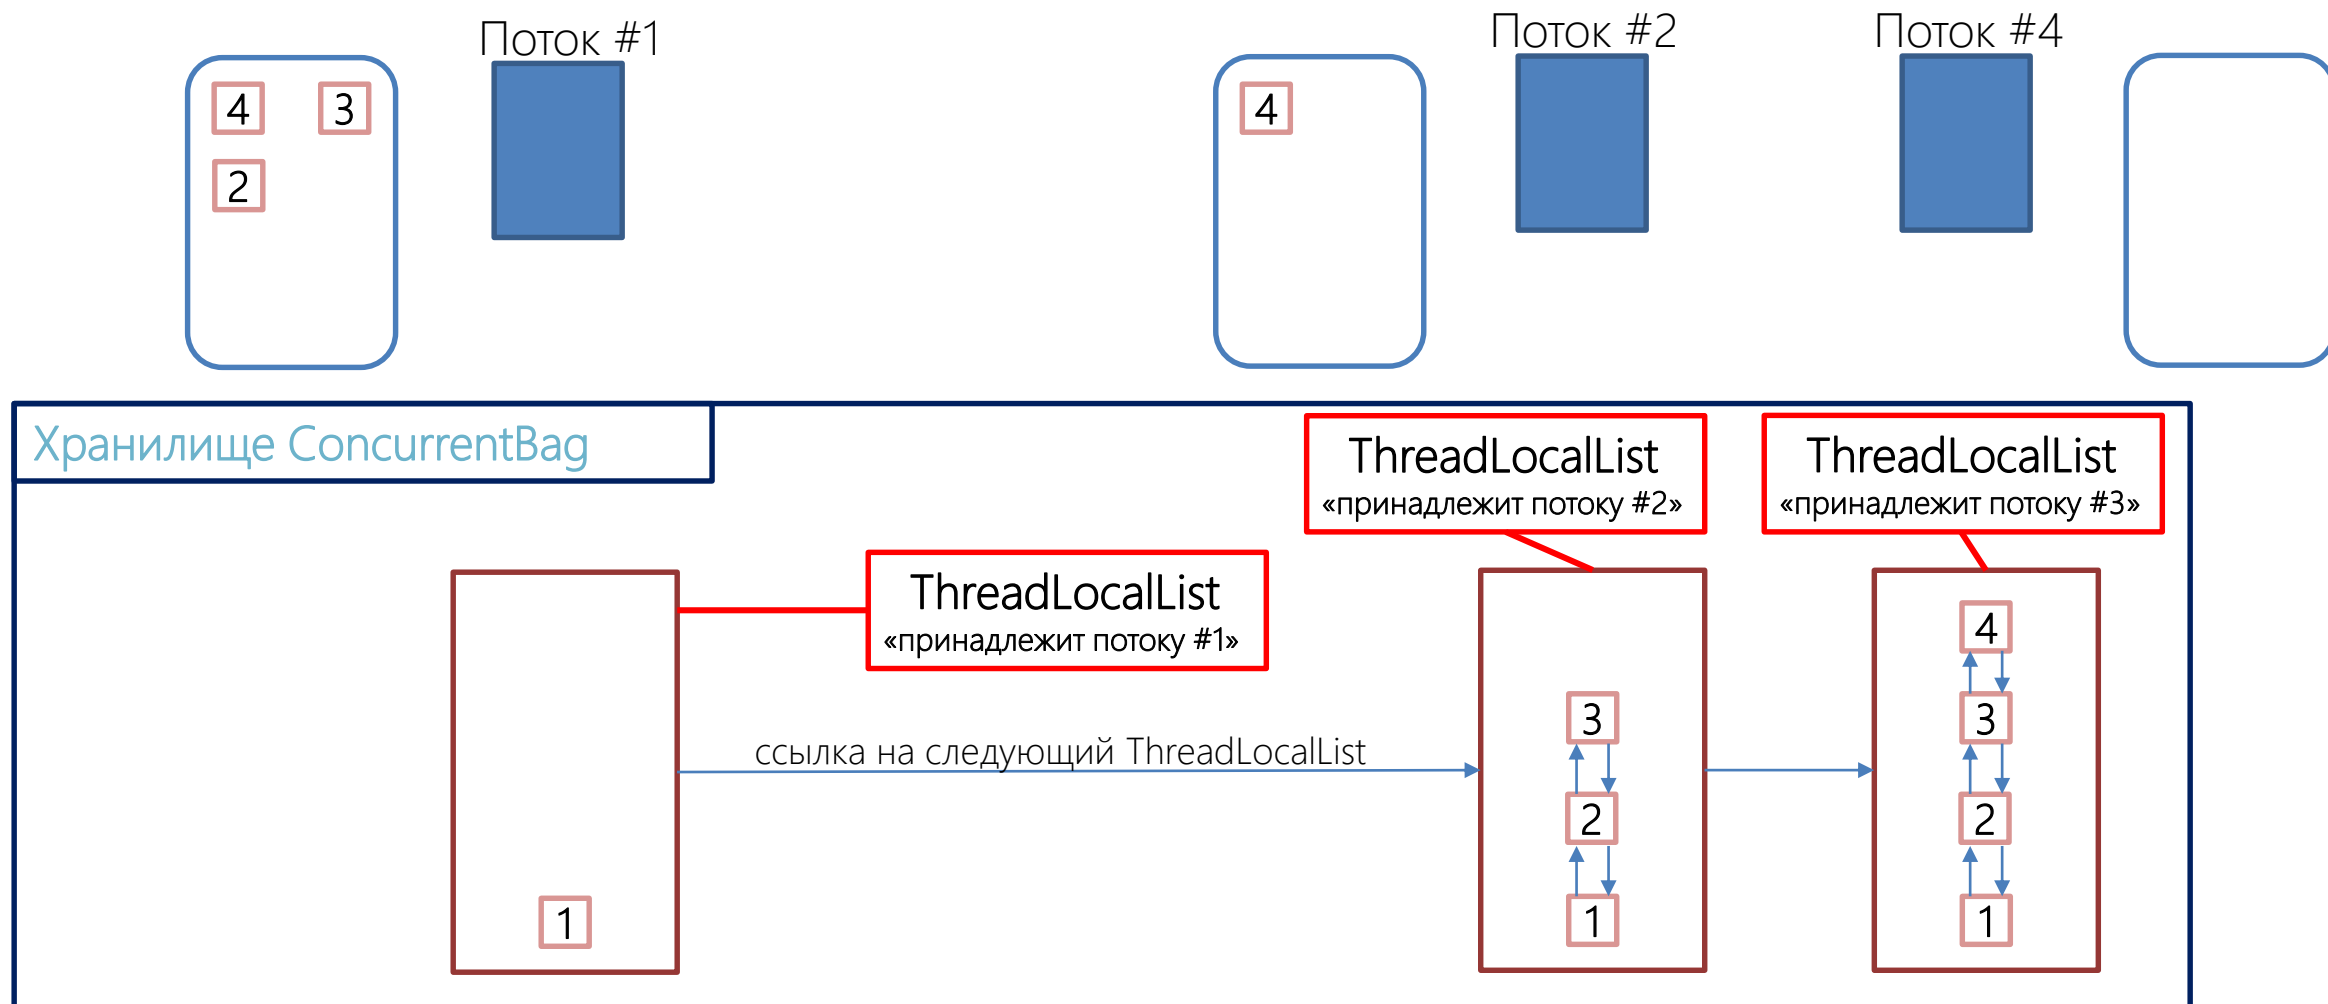 Поток #1
Поток #2
Поток #4
4
3
2
4
Хранилище ConcurrentBag
ThreadLocalList
«принадлежит потоку #2»
ThreadLocalList
«принадлежит потоку #3»
ThreadLocalList
«принадлежит потоку #1»
ссылка на следующий ThreadLocalList
1
3
2
1
4
3
2
1